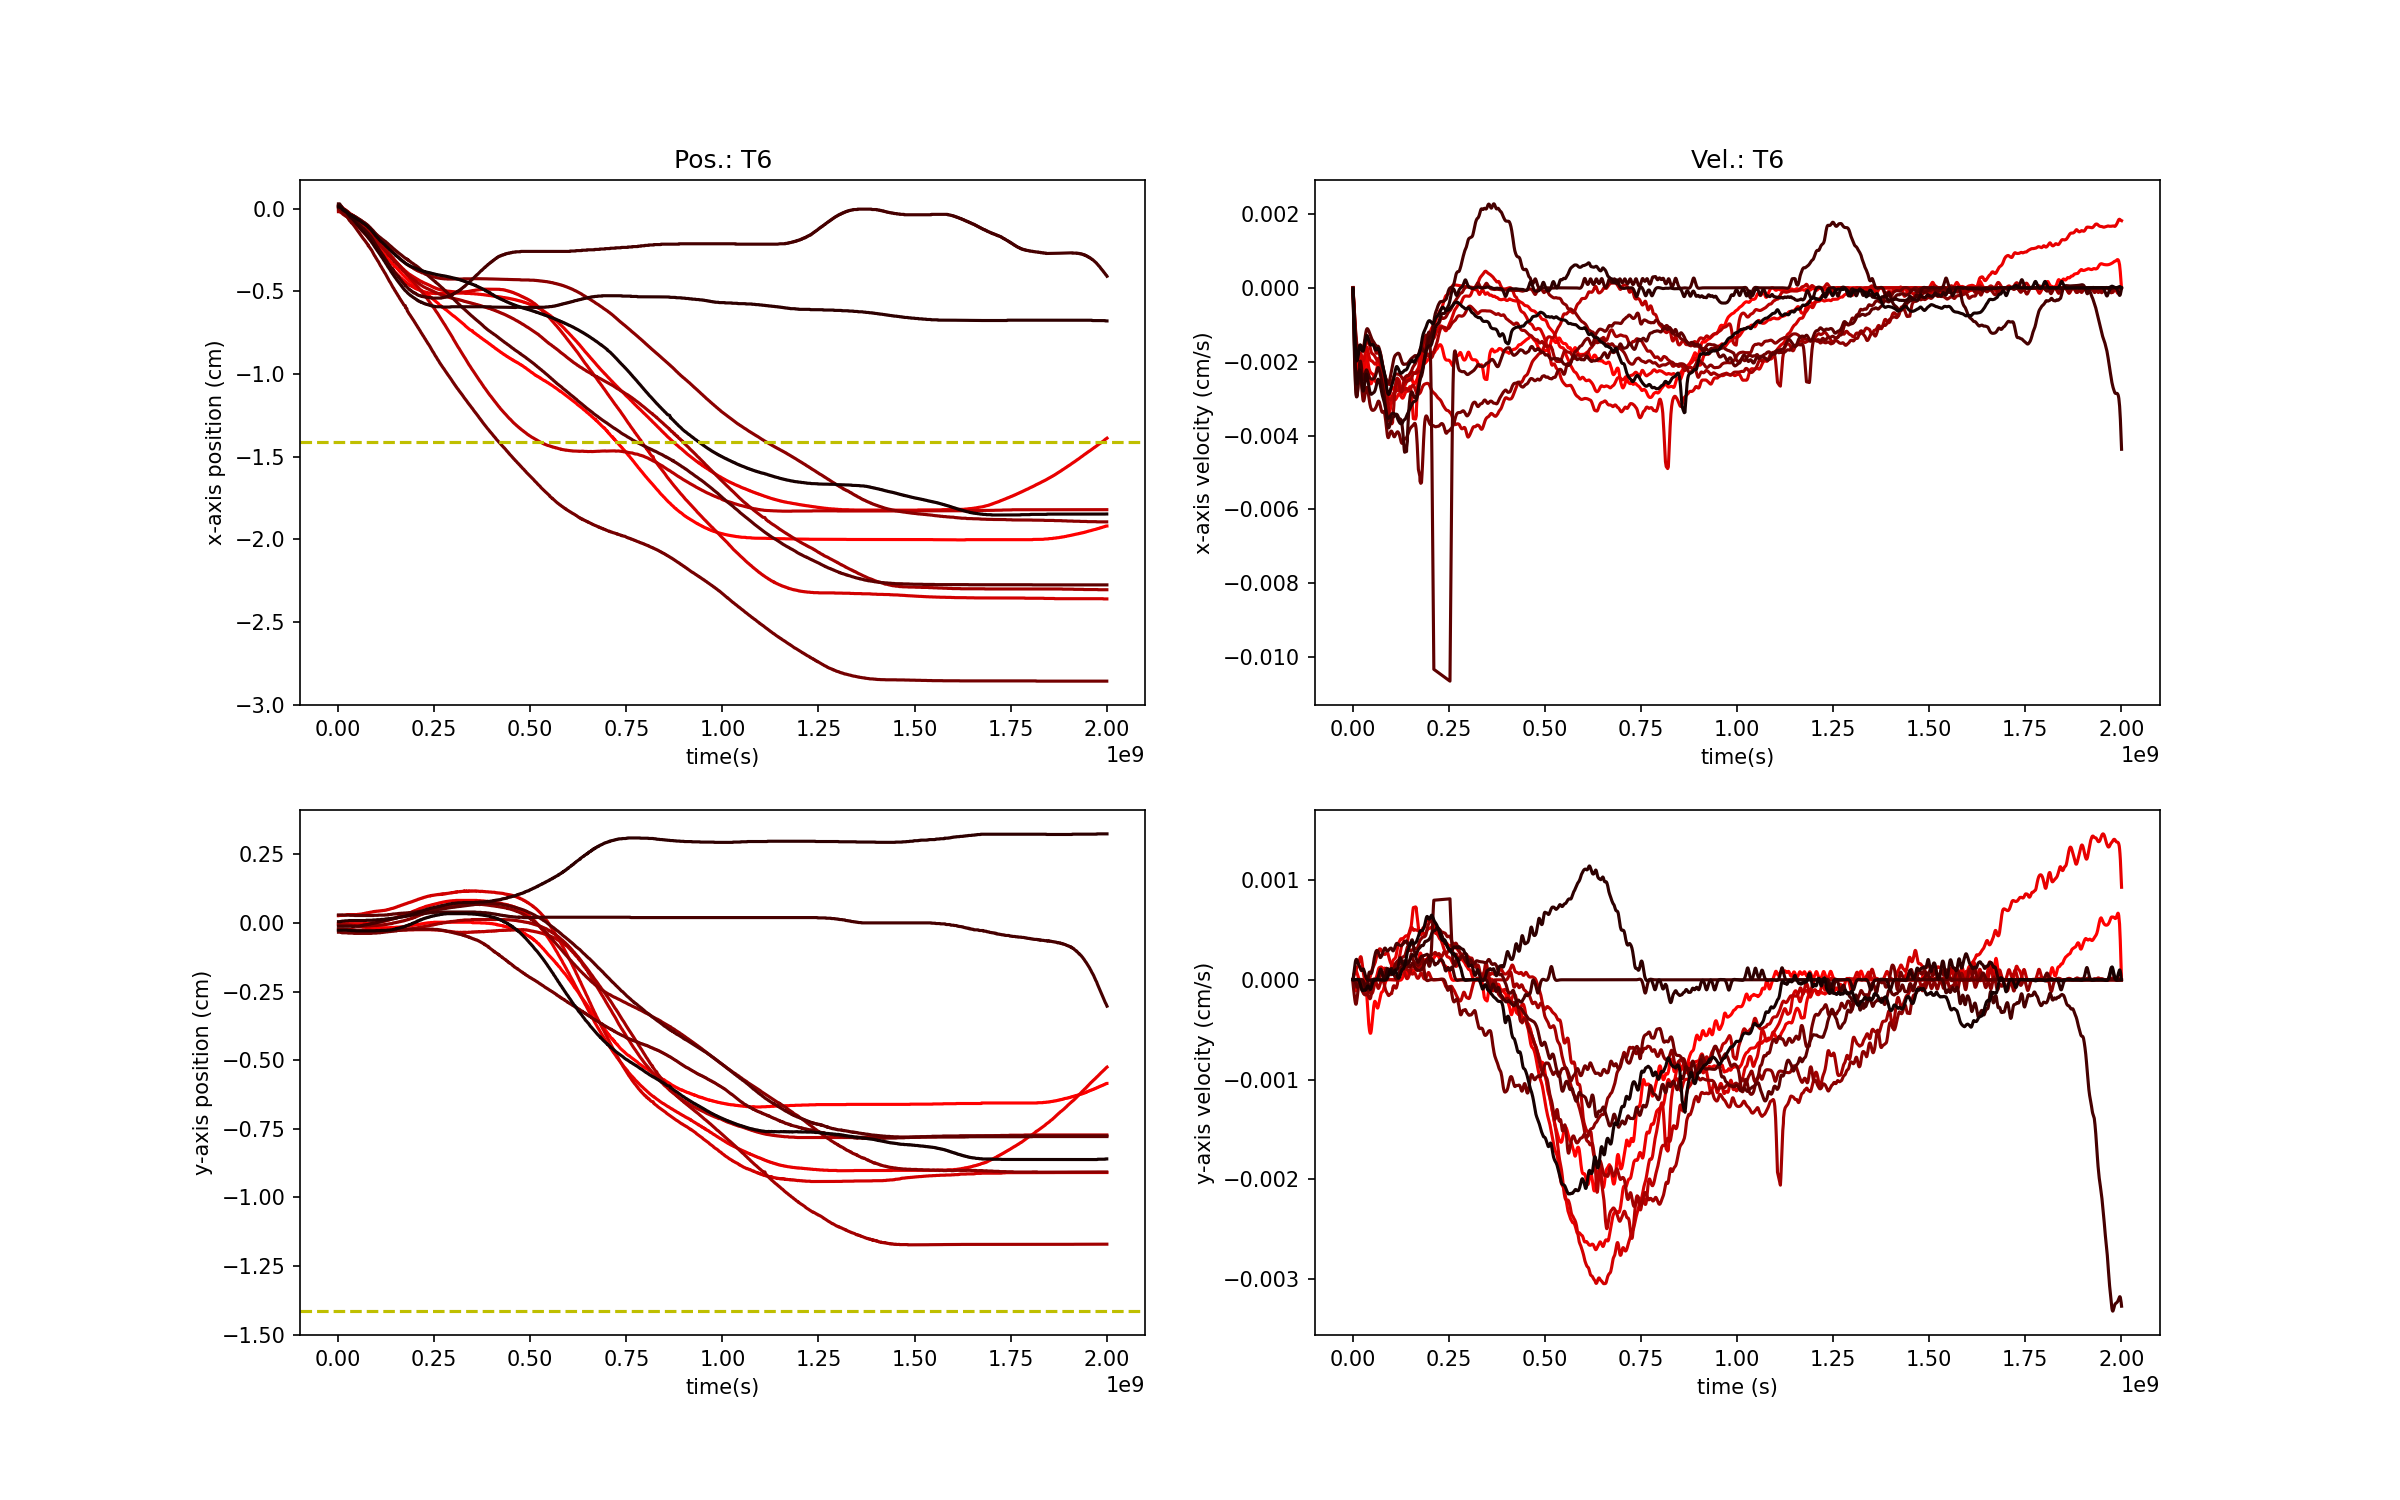 Pos.: T6
x-axis position (cm)
0.0
−0.5
−1.0
−1.5
−2.0
−2.5
−3.0
0.00 0.25 0.50 0.75 1.00 1.25 1.50 1.75 2.00
time(s)
1e9
Vel.: T6
x-axis velocity (cm/s)
0.002
0.000
−0.002
−0.004
−0.006
−0.008
−0.010
0.00 0.25 0.50 0.75 1.00 1.25 1.50 1.75 2.00
time(s)
1e9
y-axis position (cm)
0.25
0.00
−0.25
−0.50
−0.75
−1.00
−1.25
−1.50
0.00 0.25 0.50 0.75 1.00 1.25 1.50 1.75 2.00
time(s)
1e9
y-axis velocity (cm/s)
0.001
0.000
−0.001
−0.002
−0.003
0.00 0.25 0.50 0.75 1.00 1.25 1.50 1.75 2.00
time (s)
1e9